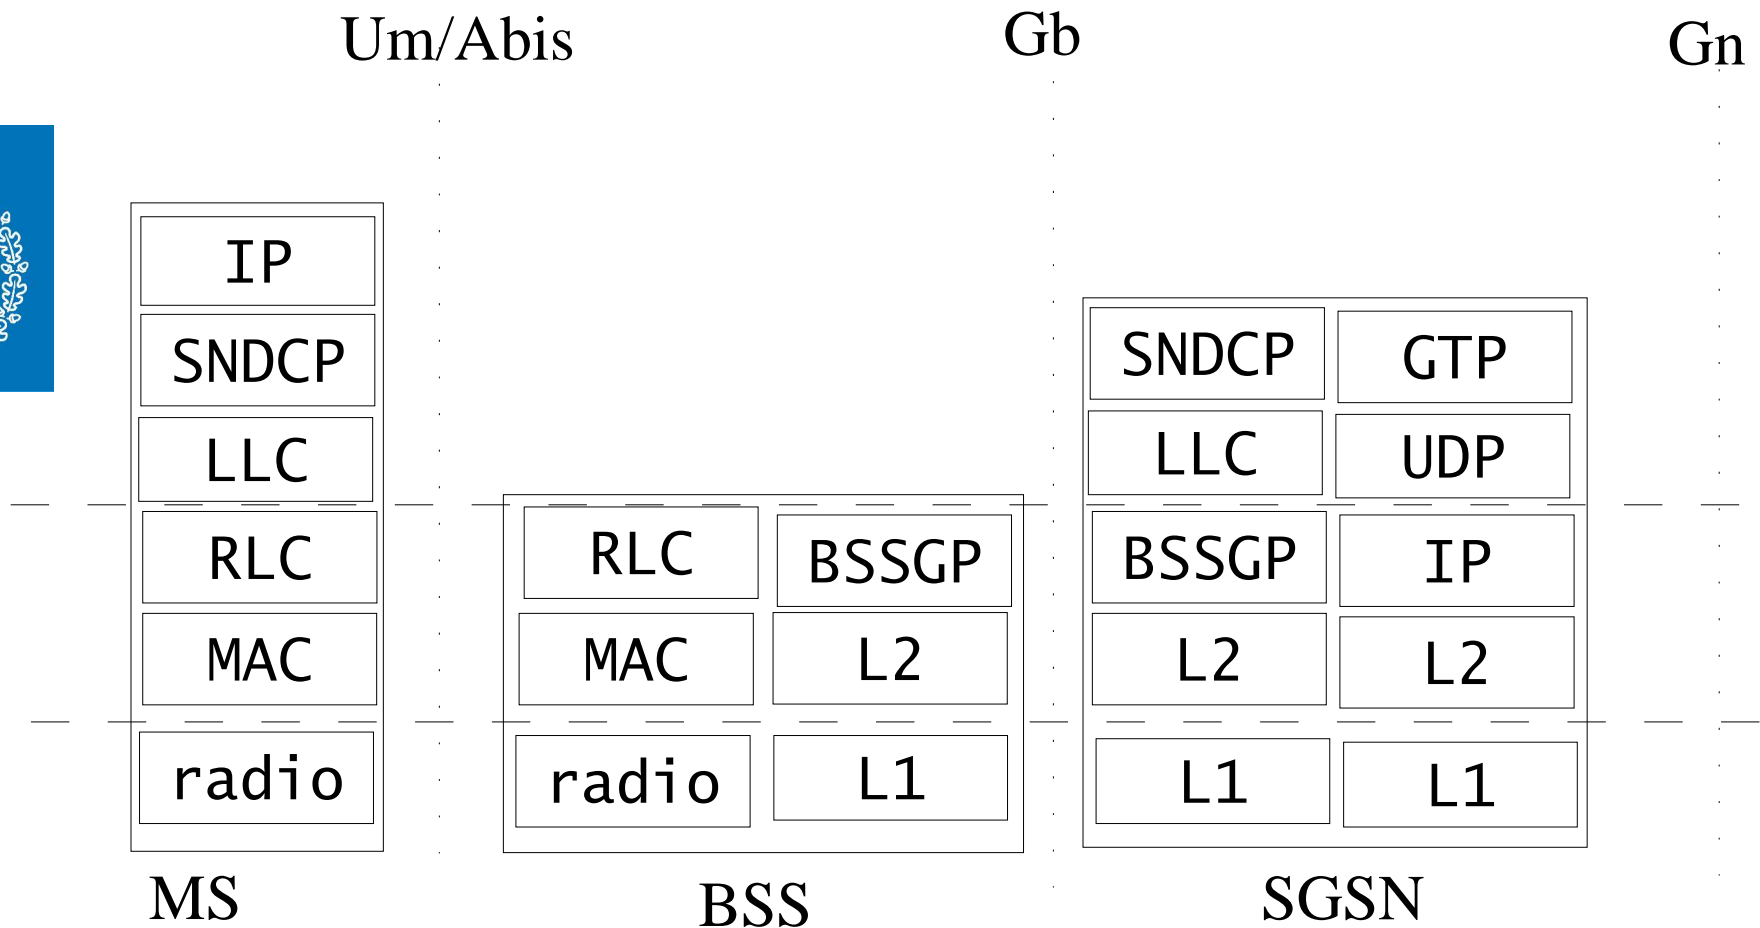 Um/Abis Gb Gn
IP
SNDCP SNDCP GTP
LLC LLC UDP
RLC RLC BSSGP BSSGP IP
MAC MAC L2 L2 L2
radio radio L1 L1 L1
MS BSS SGSN